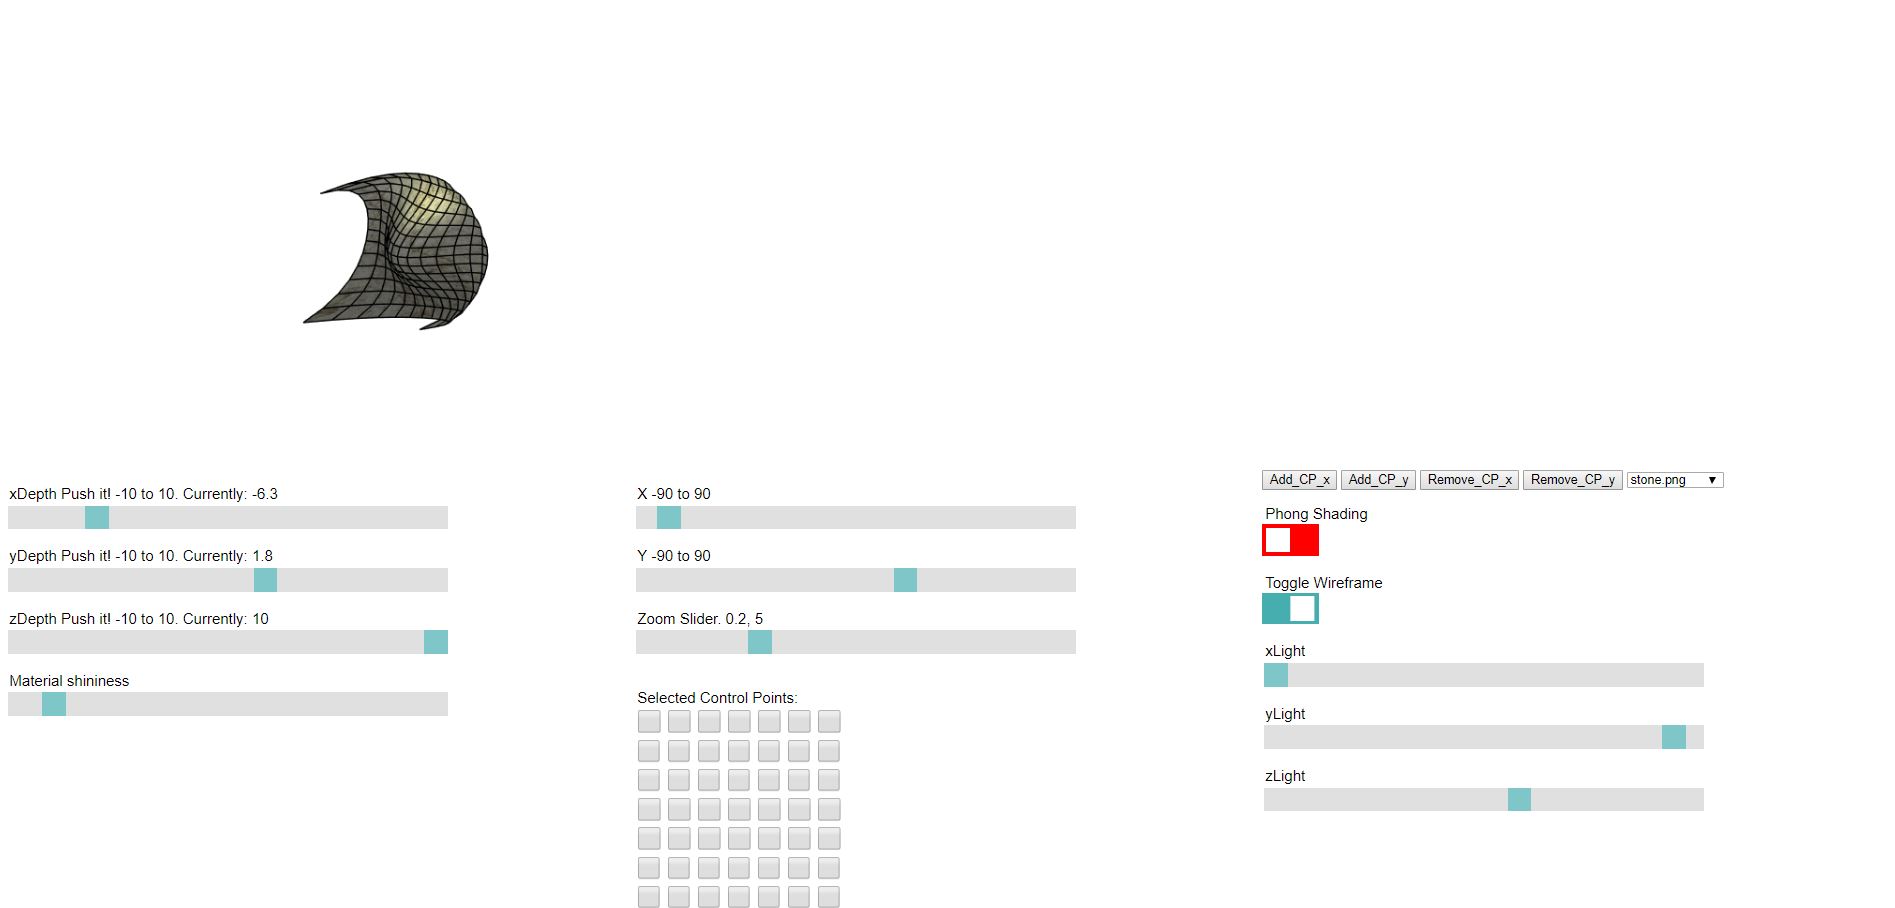 xDepth Push it! -10 to 10. Currently: -6.3
yDepth Push it! -10 to 10. Currently: 1.8
zDepth Push it! -10 to 10. Currently: 10
Material shininess
X -90 to 90
Y -90 to 90
Zoom Slider. 0.2, 5
Selected Control Points:
Add_CP_x Add_CP_y Remove_CP_x Remove_CP_y stone.png
Phong Shading
Toggle Wireframe
xLight
yLight
zLight